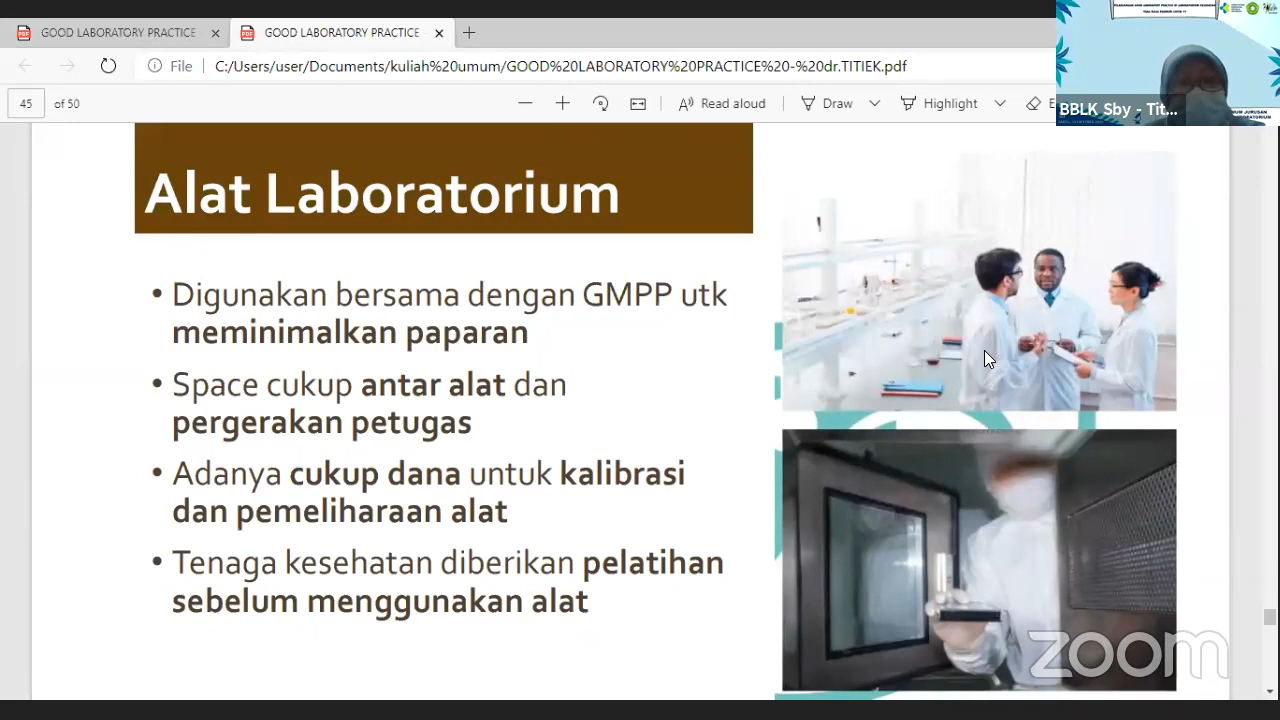 GOOD LABORATORY PRACTICE
GOOD LABORATORY PRACTICE
File
C:/Users/user/Documents/kuliah%20umum/GOOD%20LABORATORY%20PRACTICE%20-%20dr.TITIEK.pdf
45 of 50
Read aloud
Draw
Highlight
BBLK Sby - Tit...
Alat Laboratorium
• Digunakan bersama dengan GMPP utk
meminimalkan paparan
• Space cukup antar alat dan
pergerakan petugas
• Adanya cukup dana untuk kalibrasi
dan pemeliharaan alat
• Tenaga kesehatan diberikan pelatihan
sebelum menggunakan alat
zoom